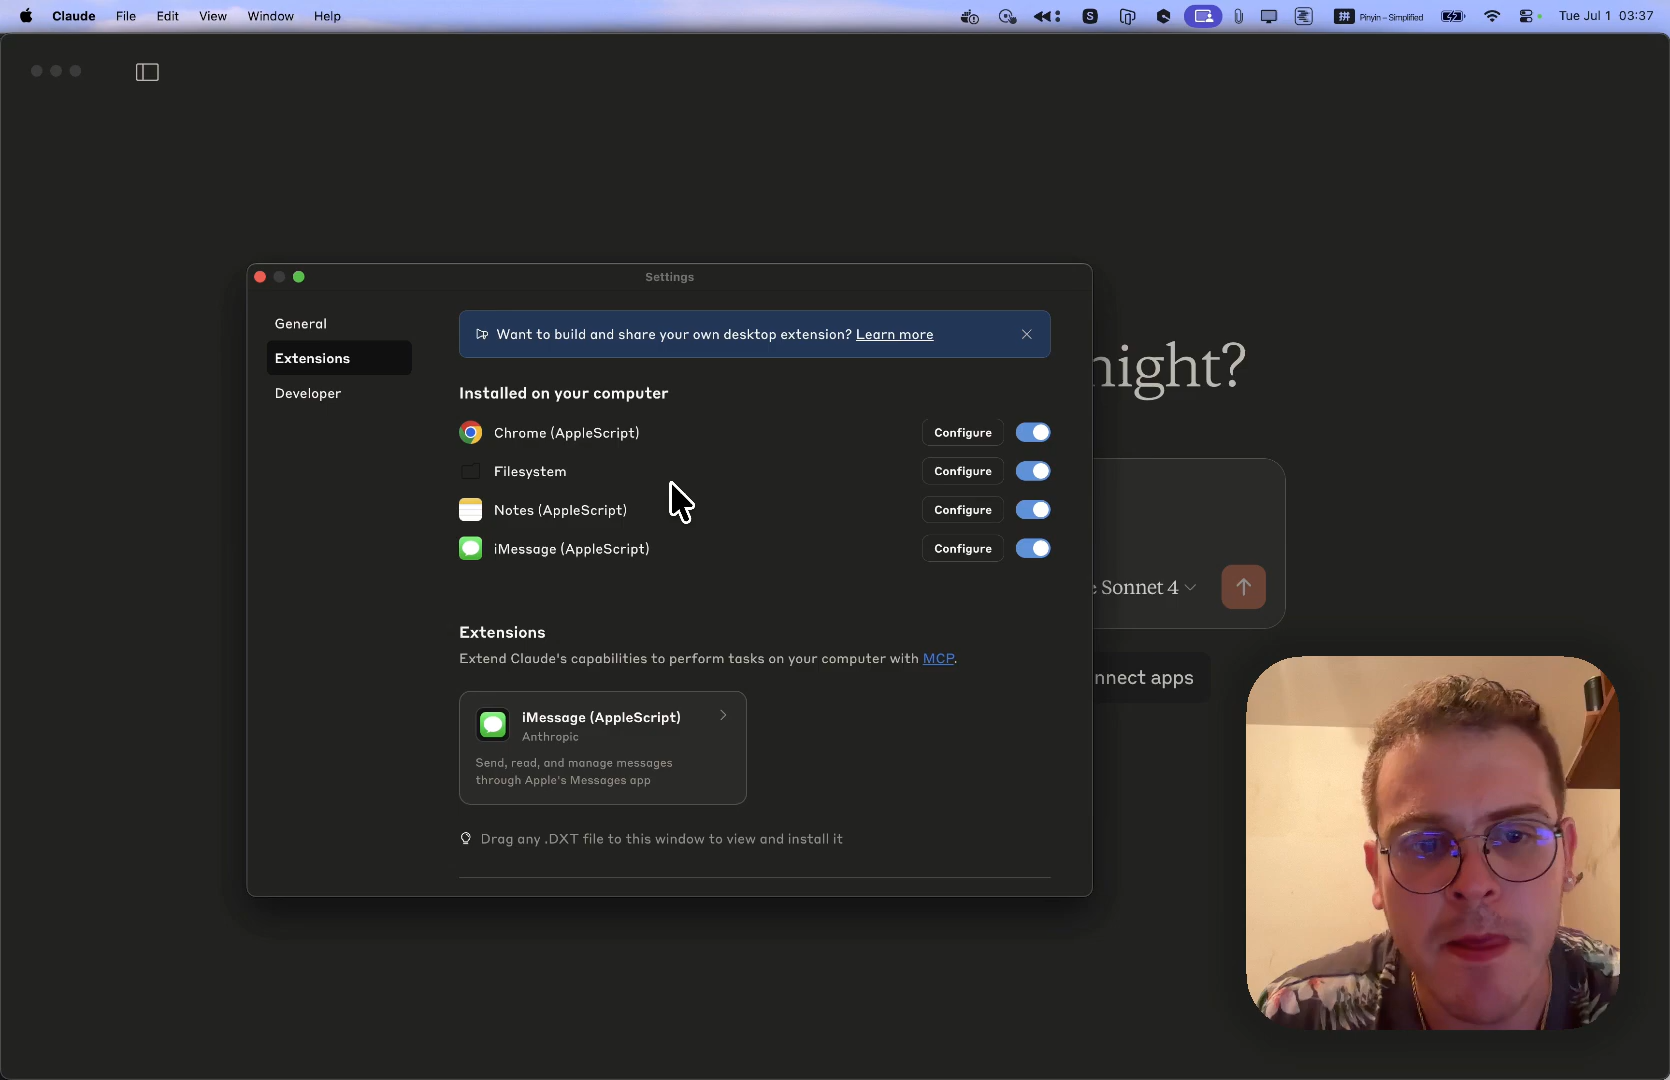 Claude File Edit View Window Help
S
Pinyin – Simplified
Tue Jul 1 03:37
Settings
General
Extensions
Developer
Want to build and share your own desktop extension? Learn more
Installed on your computer
Chrome (AppleScript) Configure
Filesystem Configure
Notes (AppleScript) Configure
iMessage (AppleScript) Configure
Extensions
Extend Claude's capabilities to perform tasks on your computer with MCP.
iMessage (AppleScript)
Anthropic
Send, read, and manage messages
through Apple's Messages app
Drag any .DXT file to this window to view and install it
night?
e Sonnet 4
nnect apps